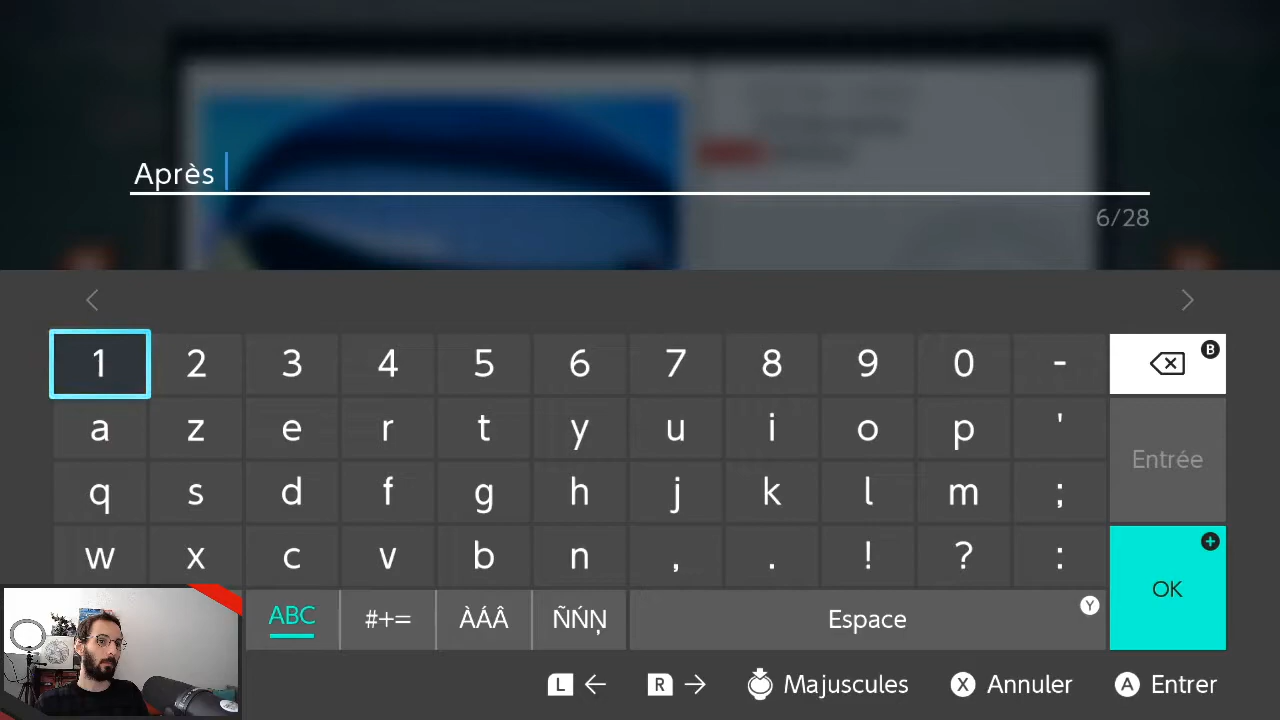 Après
6/28
1 2 3 4 5 6 7 8 9 0 - B
a z e r t y u i o p '
Entrée
q s d f g h j k l m ;
w x c v b n , . ! ? :
+
OK
ABC #+= ÀÁÂ ÑŃŅ Espace Y
L ← R → Majuscules X Annuler A Entrer